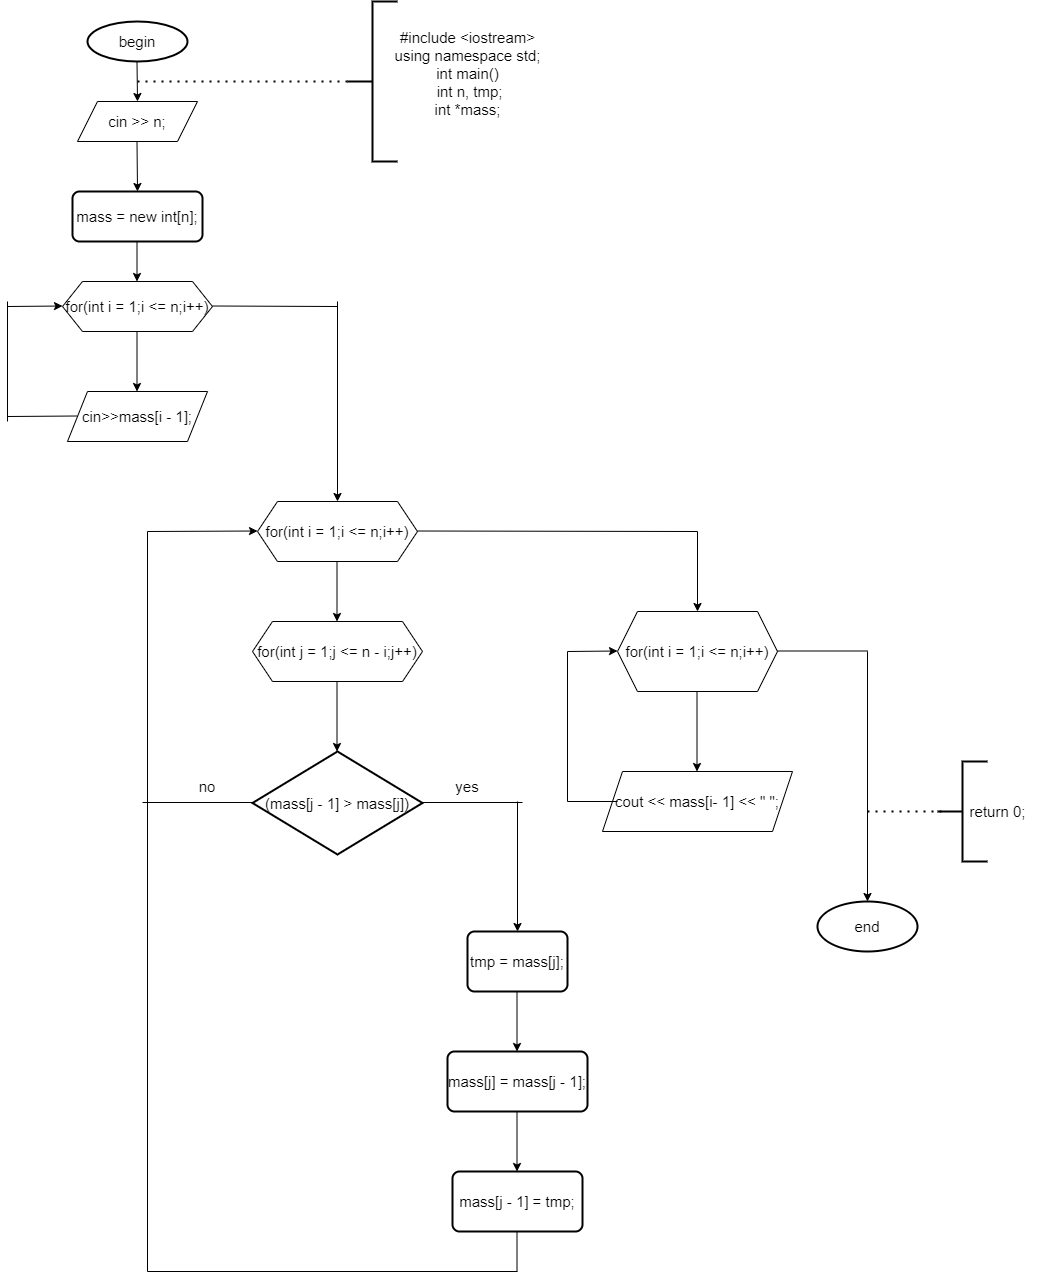 begin
#include <iostream>
using namespace std;
int main()
int n, tmp;
int *mass;
cin >> n;
mass = new int[n];
for(int i = 1;i <= n;i++)
cin>>mass[i - 1];
for(int i = 1;i <= n;i++)
for(int j = 1;j <= n - i;j++)
for(int i = 1;i <= n;i++)
no
(mass[j - 1] > mass[j])
yes
cout << mass[i- 1] << " ";
return 0;
end
tmp = mass[j];
mass[j] = mass[j - 1];
mass[j - 1] = tmp;